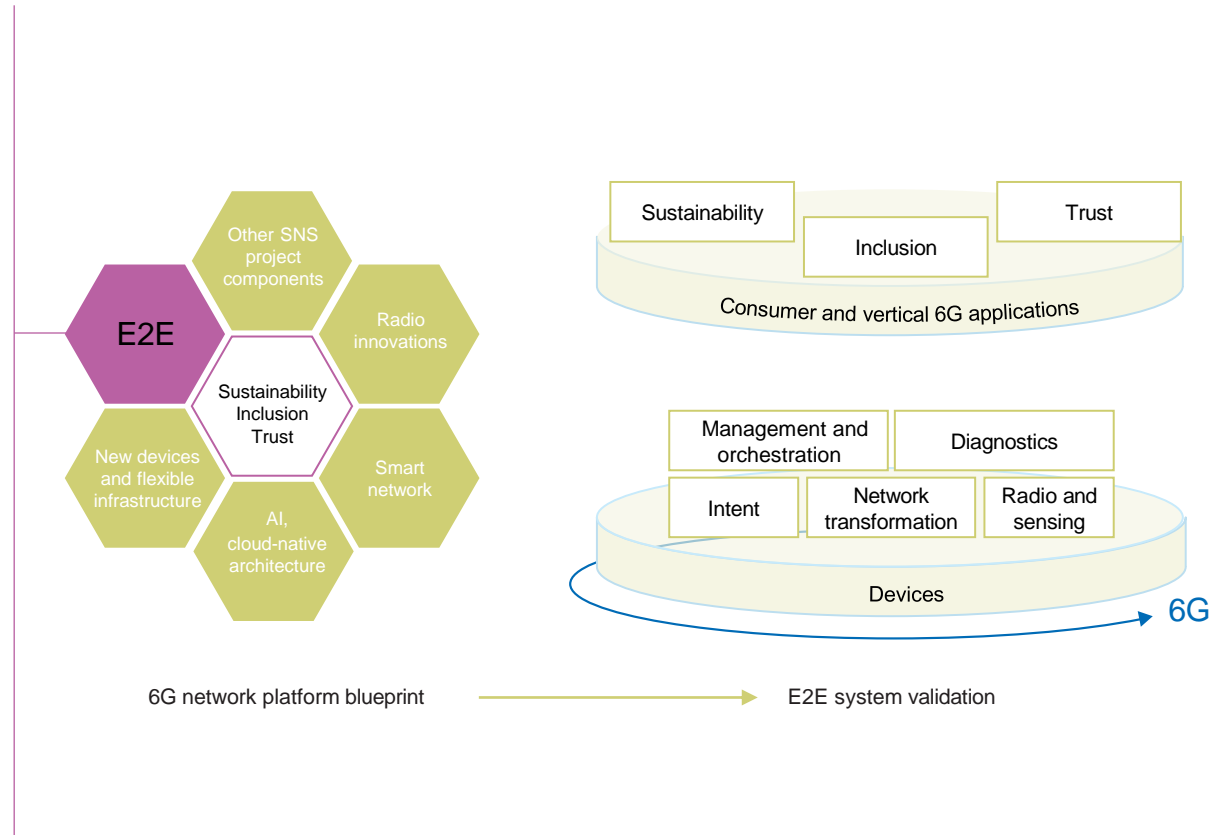 Other SNS
project
components
E2E
Radio
innovations
Sustainability
Inclusion
Trust
New devices
and flexible
infrastructure
Smart
network
AI,
cloud-native
architecture
Sustainability
Inclusion
Trust
Consumer and vertical 6G applications
Management and
orchestration
Diagnostics
Intent
Network
transformation
Radio and
sensing
Devices
6G
6G network platform blueprint
E2E system validation